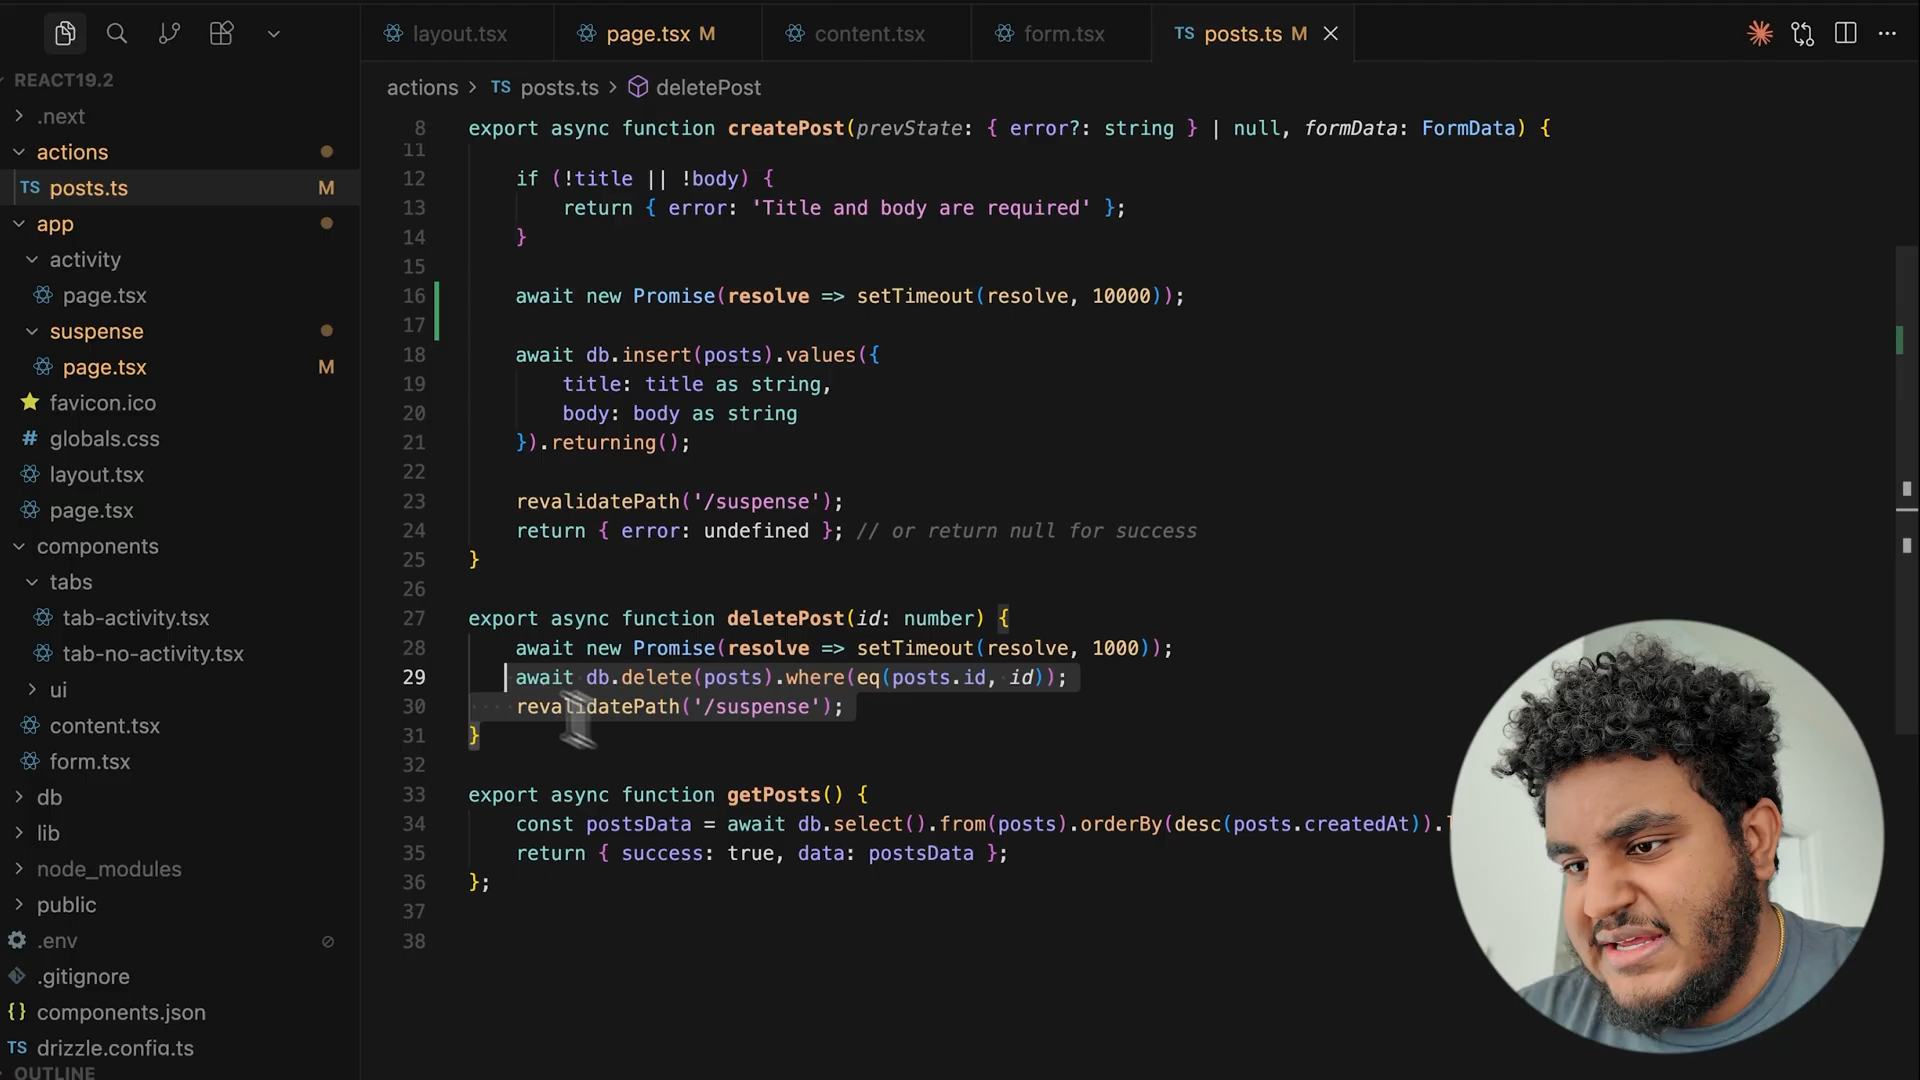 layout.tsx
page.tsx M
content.tsx
form.tsx
TS posts.ts M
REACT19.2
.next
actions
TS posts.ts M
app
activity
page.tsx
suspense
page.tsx M
favicon.ico
# globals.css
layout.tsx
page.tsx
components
tabs
tab-activity.tsx
tab-no-activity.tsx
ui
content.tsx
form.tsx
db
lib
node_modules
public
.env
.gitignore
{} components.json
TS drizzle.config.ts
OUTLINE
actions > TS posts.ts > deletePost
8 export async function createPost(prevState: { error?: string } | null, formData: FormData) {
11
12 if (!title || !body) {
13 return { error: 'Title and body are required' };
14 }
15
16 await new Promise(resolve => setTimeout(resolve, 10000));
17
18 await db.insert(posts).values({
19 title: title as string,
20 body: body as string
21 }).returning();
22
23 revalidatePath('/suspense');
24 return { error: undefined }; // or return null for success
25 }
26
27 export async function deletePost(id: number) {
28 await new Promise(resolve => setTimeout(resolve, 1000));
29 await db.delete(posts).where(eq(posts.id, id));
30 revalidatePath('/suspense');
31 }
32
33 export async function getPosts() {
34 const postsData = await db.select().from(posts).orderBy(desc(posts.createdAt)).
35 return { success: true, data: postsData };
36 };
37
38